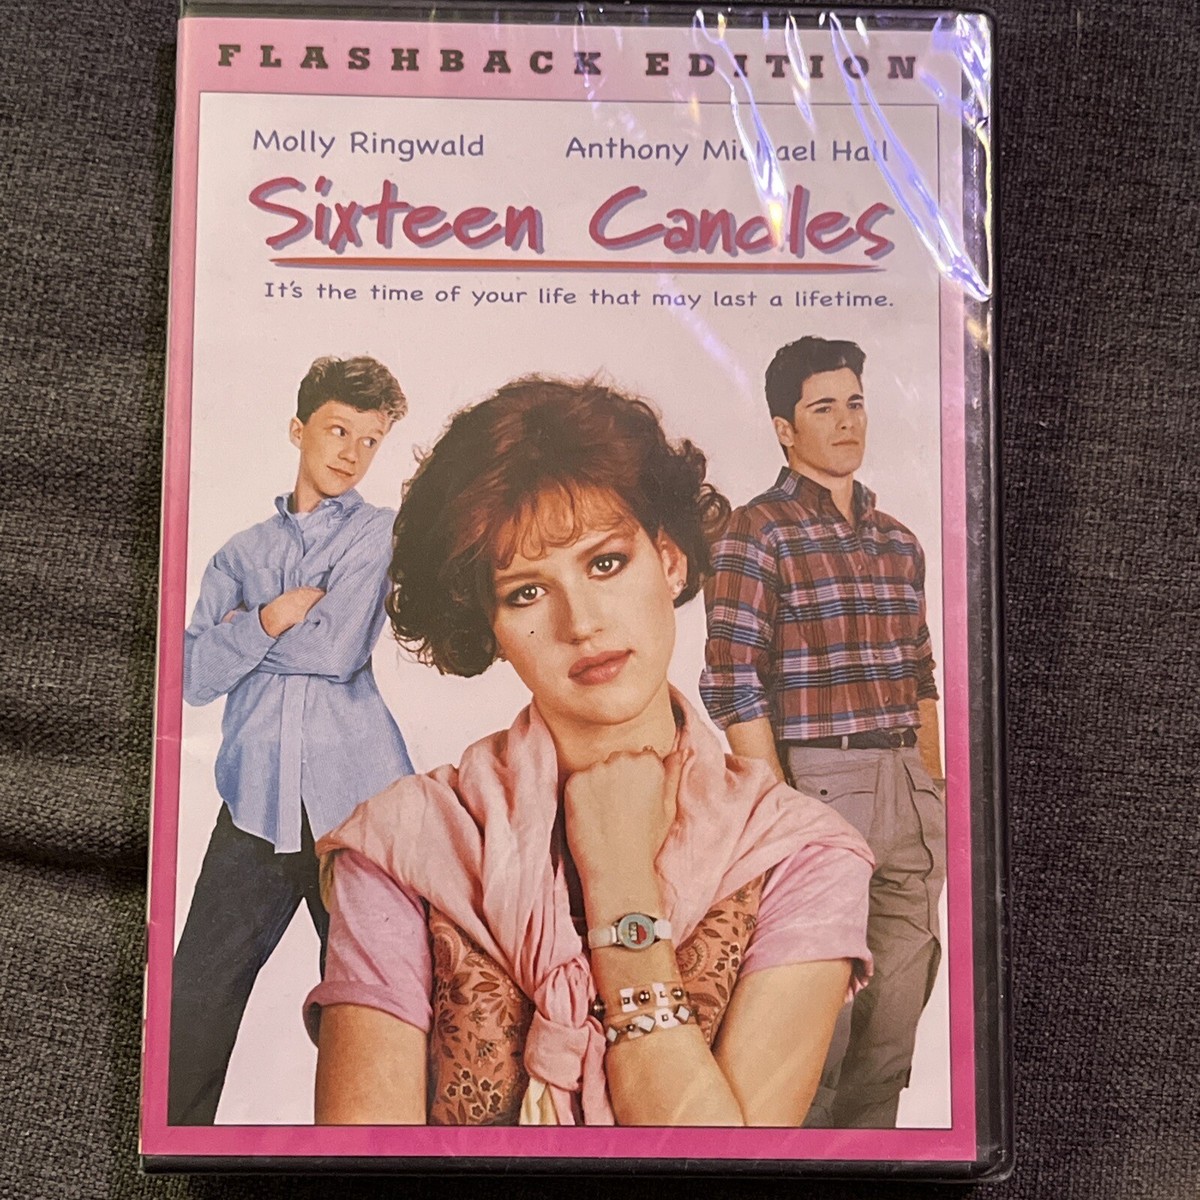 FLASHBACK EDITION
Molly Ringwald Anthony Michael Hall
Sixteen Candles
It's the time of your life that may last a lifetime.